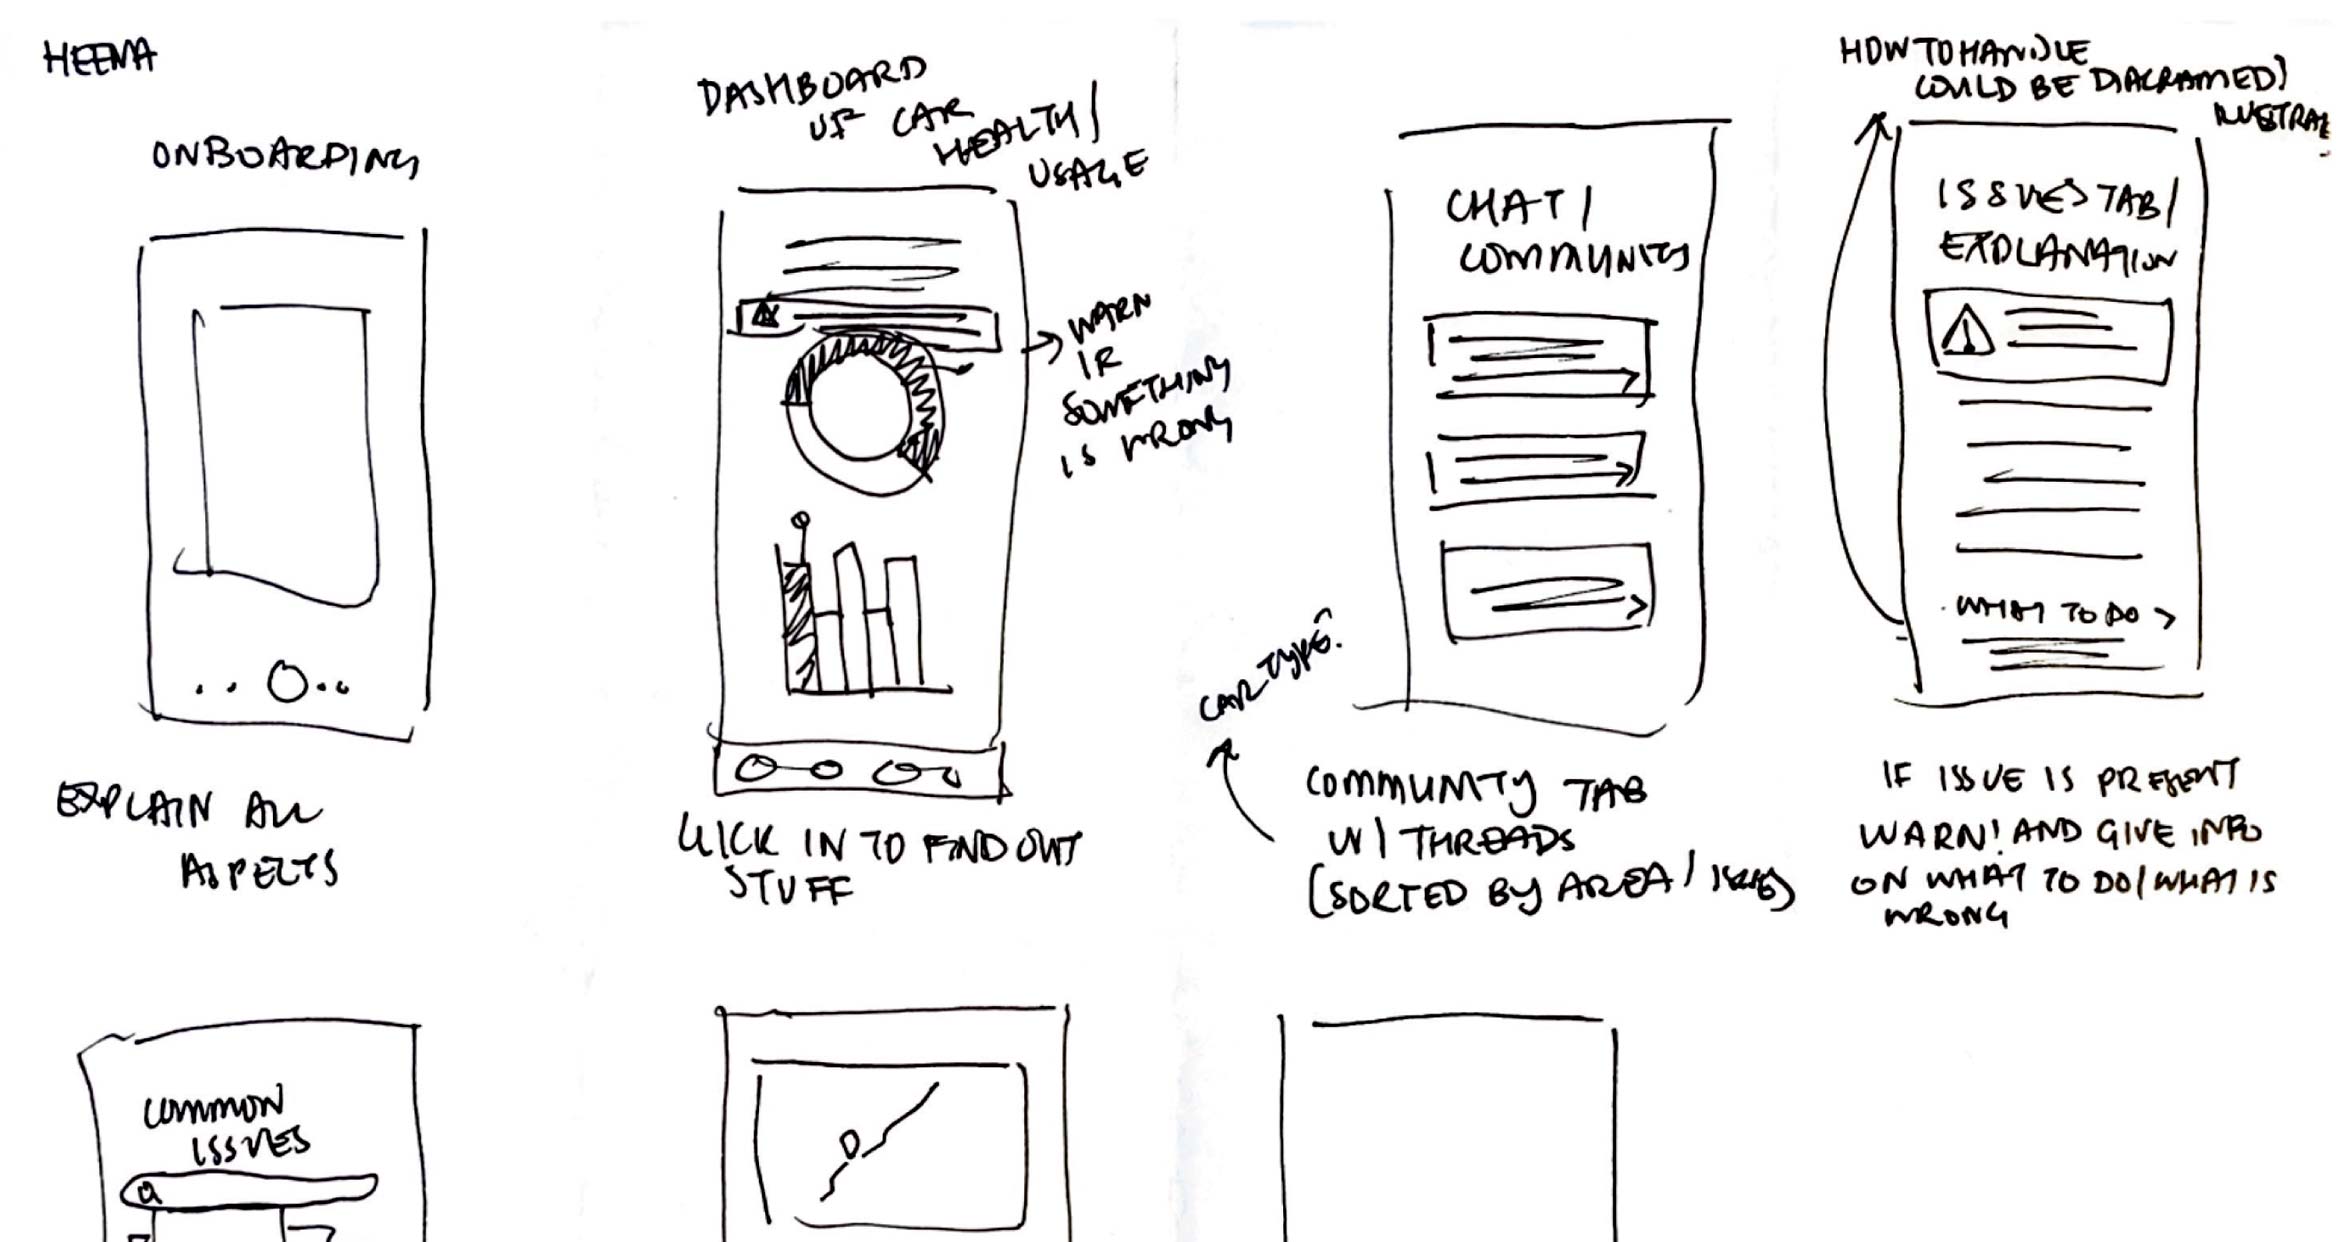 HEENA
ONBOARDING
EXPLAIN ALL
ASPECTS
DASHBOARD
OF CAR
HEALTH/
USAGE
WARN
IF
SOMETHING
IS WRONG
CLICK IN TO FIND OUT
STUFF
CHAT/
COMMUNITY
CAR TYPE.
COMMUNITY TAB
W/ THREADS
(SORTED BY AREA/ ISSUE)
HOW TO HANDLE
COULD BE DIAGRAMED/
ISSUES TAB/
EXPLANATION
WHAT TO DO >
IF ISSUE IS PRESENT
WARN! AND GIVE INFO
ON WHAT TO DO/WHAT IS
WRONG
COMMON
ISSUES